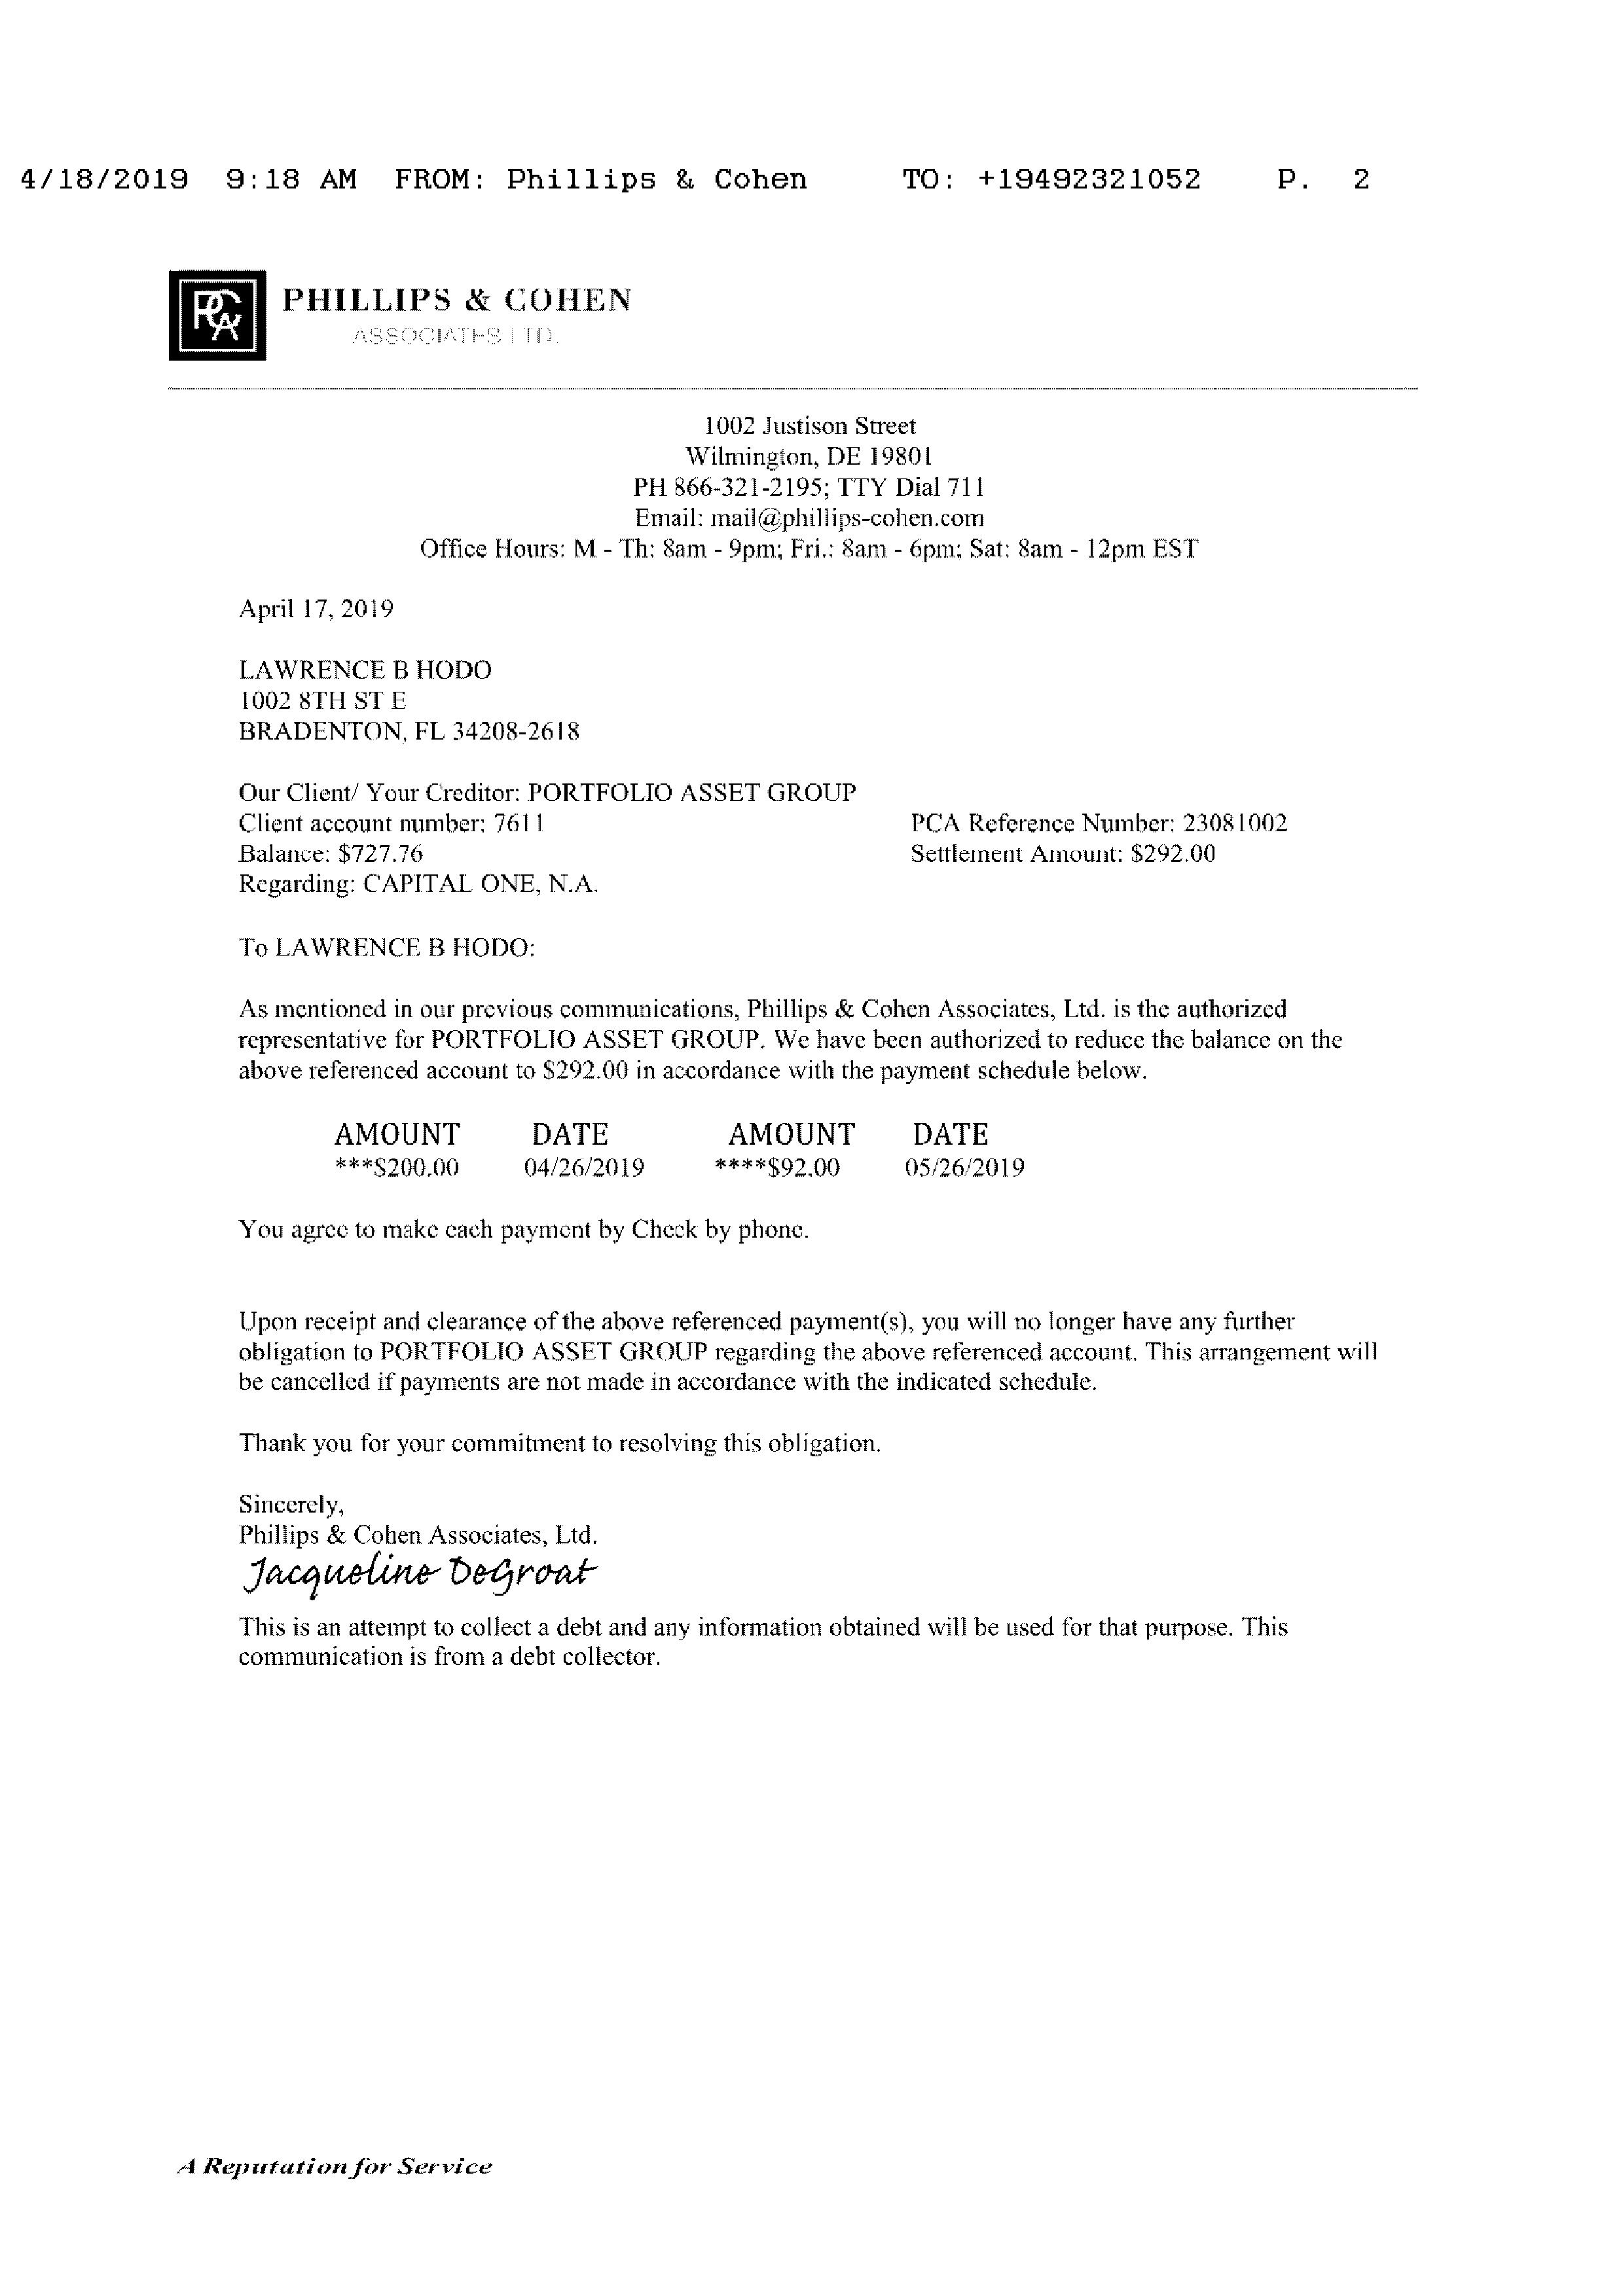 4/18/2019 9:18 AM FROM: Phillips & Cohen TO: +19492321052 P. 2
PCA
PHILLIPS & COHEN
ASSOCIATES LTD.
1002 Justison Street
Wilmington, DE 19801
PH 866-321-2195; TTY Dial 711
Email: mail@phillips-cohen.com
Office Hours: M - Th: 8am - 9pm; Fri.: 8am - 6pm; Sat: 8am - 12pm EST
April 17, 2019
LAWRENCE B HODO
1002 8TH ST E
BRADENTON, FL 34208-2618
Our Client/ Your Creditor: PORTFOLIO ASSET GROUP
Client account number: 7611 PCA Reference Number: 23081002
Balance: $727.76 Settlement Amount: $292.00
Regarding: CAPITAL ONE, N.A.
To LAWRENCE B HODO:
As mentioned in our previous communications, Phillips & Cohen Associates, Ltd. is the authorized
representative for PORTFOLIO ASSET GROUP. We have been authorized to reduce the balance on the
above referenced account to $292.00 in accordance with the payment schedule below.
AMOUNT DATE AMOUNT DATE
***$200.00 04/26/2019 ****$92.00 05/26/2019
You agree to make each payment by Check by phone.
Upon receipt and clearance of the above referenced payment(s), you will no longer have any further
obligation to PORTFOLIO ASSET GROUP regarding the above referenced account. This arrangement will
be cancelled if payments are not made in accordance with the indicated schedule.
Thank you for your commitment to resolving this obligation.
Sincerely,
Phillips & Cohen Associates, Ltd.
Jacqueline DeGroat
This is an attempt to collect a debt and any information obtained will be used for that purpose. This
communication is from a debt collector.
A Reputation for Service